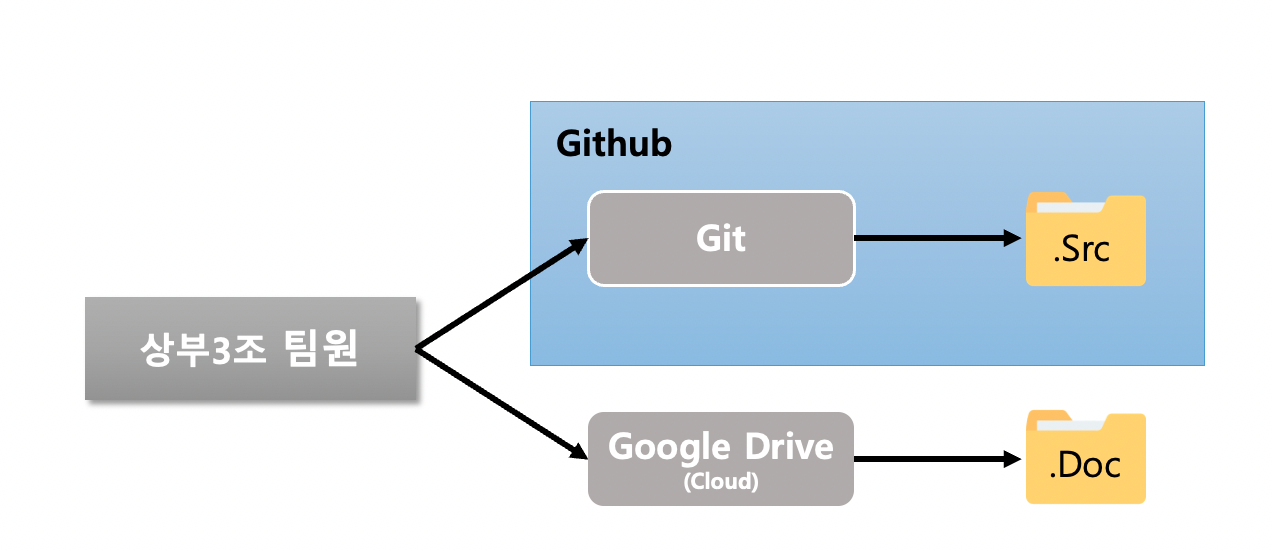 Github
Git
.Src
상부3조 팀원
Google Drive
(Cloud)
.Doc